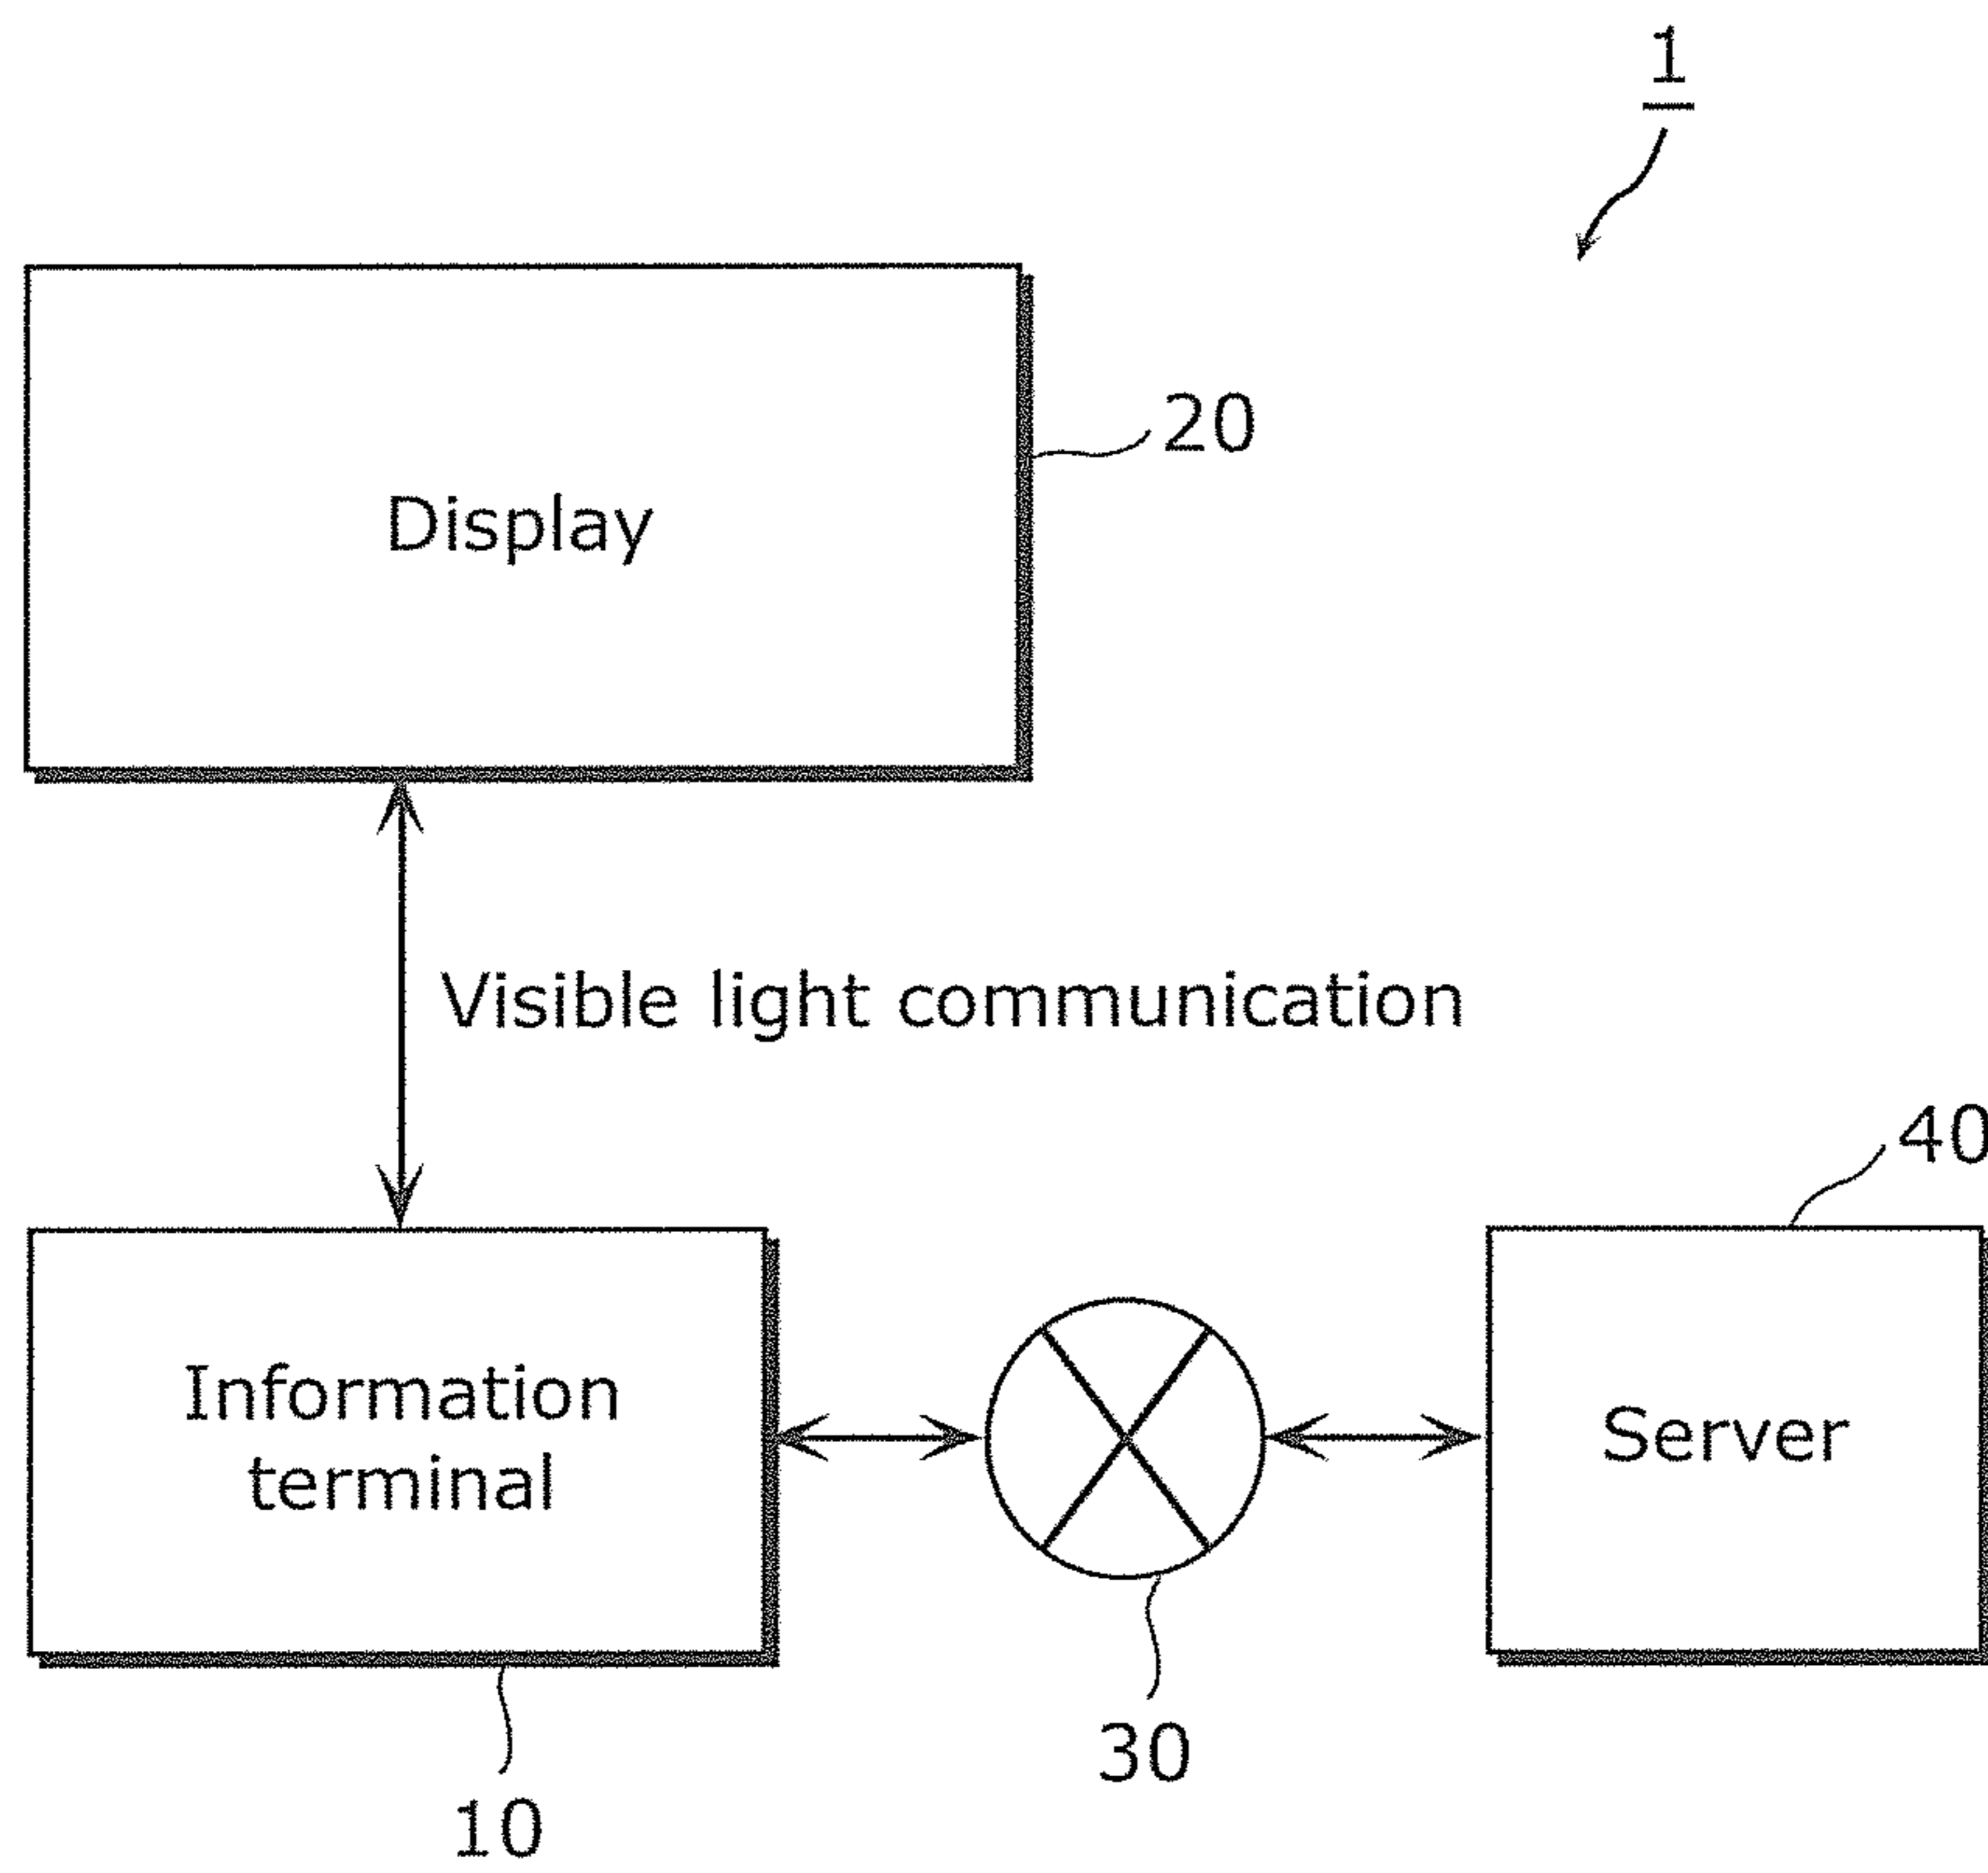 1
20
Display
Visible light communication
40
Information
terminal
Server
30
10